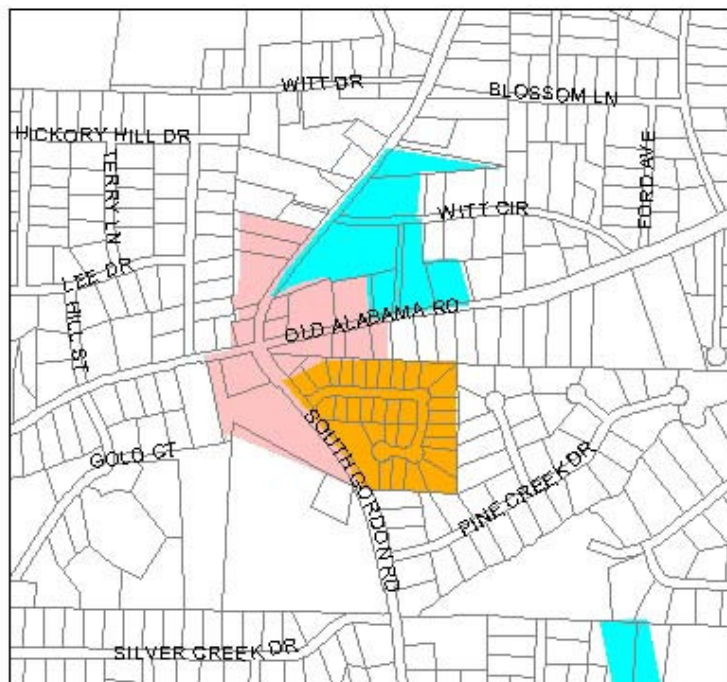 WITT DR
BLOSSOM LN
HICKORY HILL DR
TERRY LN
FORD AVE
WITT CIR
LEE DR
HILL ST
OLD ALABAMA RD
SOUTH GORDON RD
GOLD CT
PINE CREEK DR
SILVER CREEK DR